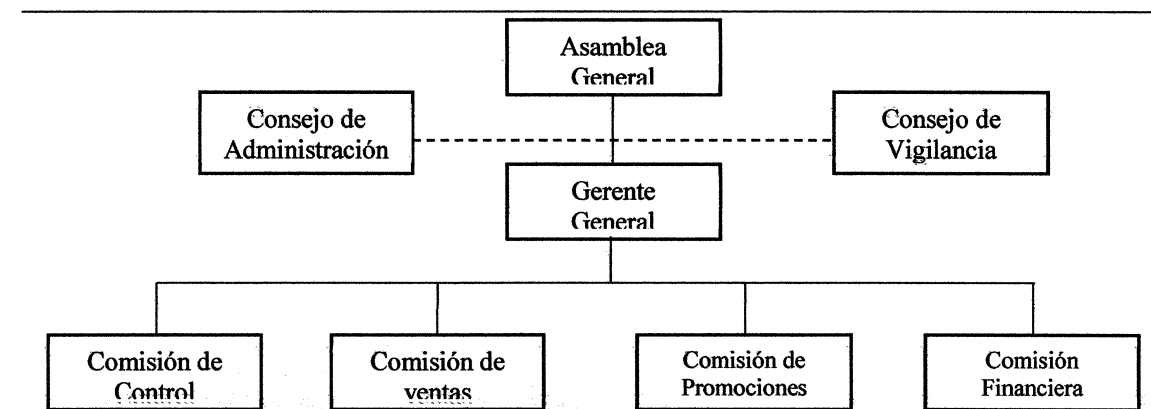 Asamblea
General
Consejo de
Administración
Consejo de
Vigilancia
Gerente
General
Comisión de
Control
Comisión de
ventas
Comisión de
Promociones
Comisión
Financiera